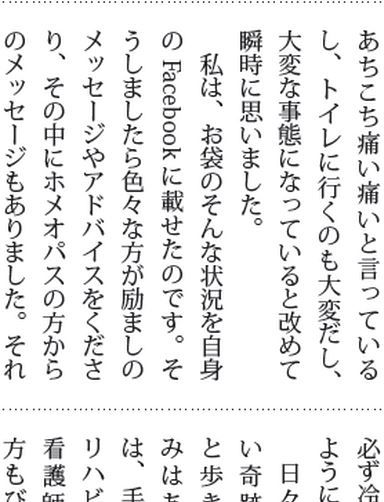 あちこち痛い痛いと言っている
し、トイレに行くのも大変だし、
大変な事態になっていると改めて
瞬時に思いました。
　私は、お袋のそんな状況を自身
の Facebook に載せたのです。そ
うしましたら色々な方が励ましの
メッセージやアドバイスをくださ
り、その中にホメオパスの方から
のメッセージもありました。それ
必ず冷
ように
　日々
い奇跡
と歩き
みはあ
は、手
リハビ
看護師
方もび